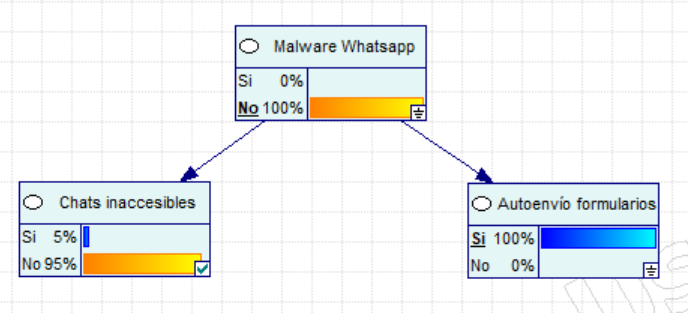 Malware Whatsapp
Si 0%
No 100%
Chats inaccesibles
Si 5%
No 95%
Autoenvío formularios
Si 100%
No 0%